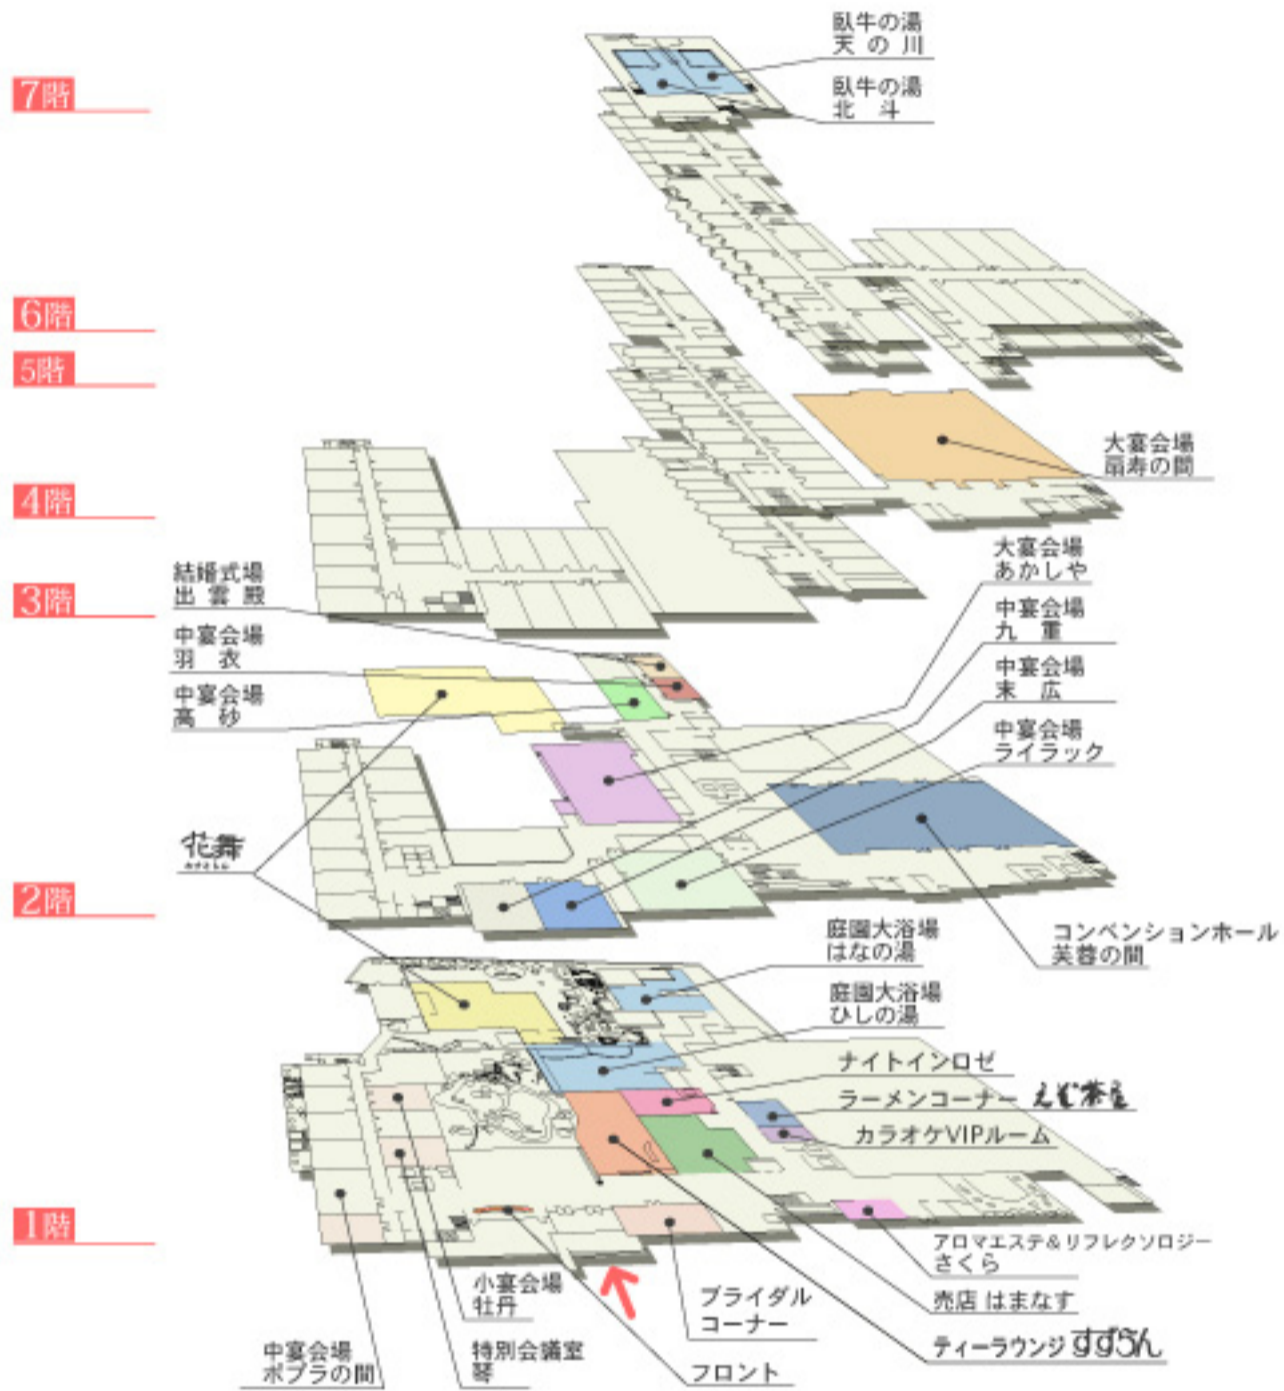 7階
臥牛の湯
天の川
臥牛の湯
北斗
6階
5階
大宴会場
扇寿の間
4階
3階
結婚式場
出雲殿
中宴会場
羽衣
中宴会場
高砂
大宴会場
あかしや
中宴会場
九重
中宴会場
末広
中宴会場
ライラック
花舞
2階
コンベンションホール
芙蓉の間
庭園大浴場
はなの湯
庭園大浴場
ひしの湯
ナイトインロゼ
ラーメンコーナー
カラオケVIPルーム
1階
アロマエステ&リフレクソロジー
さくら
売店 はまなす
ティーラウンジ すずらん
ブライダル
コーナー
フロント
小宴会場
牡丹
特別会議室
琴
中宴会場
ポプラの間